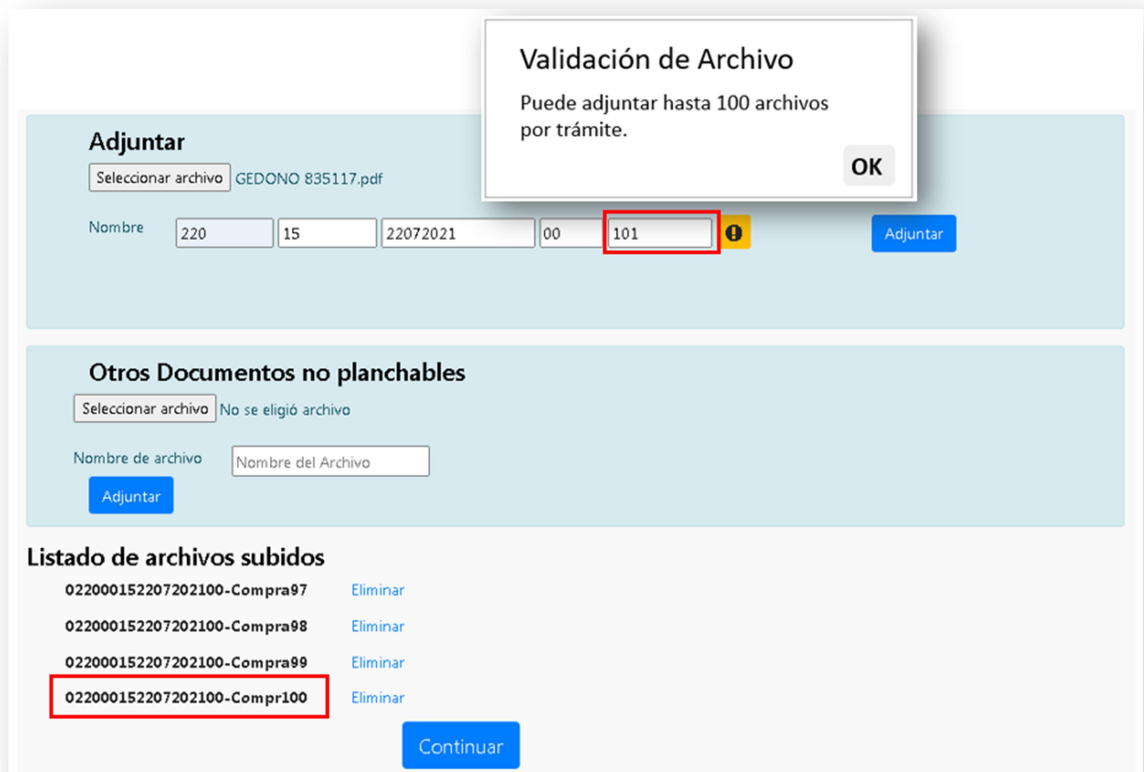 Validación de Archivo
Puede adjuntar hasta 100 archivos
por trámite.
OK
Adjuntar
Seleccionar archivo GEDONO 835117.pdf
Nombre 220 15 22072021 00 101 Adjuntar
Otros Documentos no planchables
Seleccionar archivo No se eligió archivo
Nombre de archivo Nombre del Archivo
Adjuntar
Listado de archivos subidos
022000152207202100-Compra97 Eliminar
022000152207202100-Compra98 Eliminar
022000152207202100-Compra99 Eliminar
022000152207202100-Compr100 Eliminar
Continuar